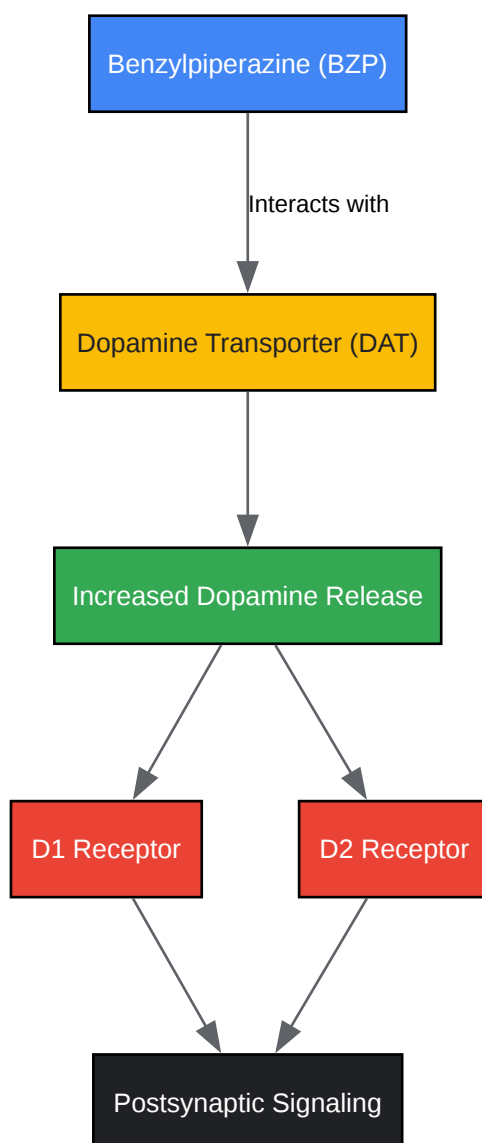 Benzylpiperazine (BZP)
Interacts with
Dopamine Transporter (DAT)
Increased Dopamine Release
D1 Receptor
D2 Receptor
Postsynaptic Signaling